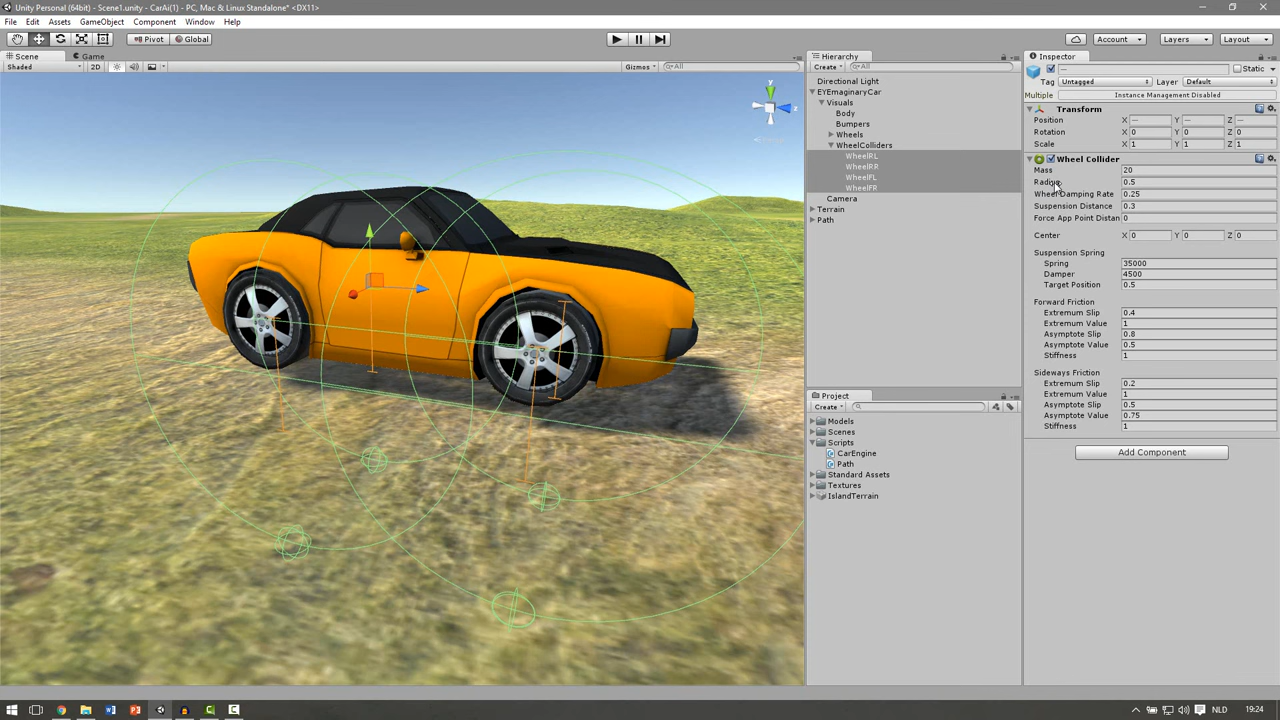 Unity Personal (64bit) - Scene1.unity - CarAi(1) - PC, Mac & Linux Standalone* <DX11>
File Edit Assets GameObject Component Window Help
Pivot Global Account Layers Layout
Scene Game
Shaded 2D Gizmos All
Hierarchy
Create All
Directional Light
EYEmaginaryCar
Visuals
Body
Bumpers
Wheels
WheelColliders
WheelRL
WheelRR
WheelFL
WheelFR
Camera
Terrain
Path
Project
Create
Models
Scenes
Scripts
CarEngine
Path
Standard Assets
Textures
IslandTerrain
Inspector
— Static
Tag Untagged Layer Default
Multiple Instance Management Disabled
Transform
Position X — Y — Z —
Rotation X 0 Y 0 Z 0
Scale X 1 Y 1 Z 1
Wheel Collider
Mass 20
Radius 0.5
Wheel Damping Rate 0.25
Suspension Distance 0.3
Force App Point Distan 0
Center X 0 Y 0 Z 0
Suspension Spring
Spring 35000
Damper 4500
Target Position 0.5
Forward Friction
Extremum Slip 0.4
Extremum Value 1
Asymptote Slip 0.8
Asymptote Value 0.5
Stiffness 1
Sideways Friction
Extremum Slip 0.2
Extremum Value 1
Asymptote Slip 0.5
Asymptote Value 0.75
Stiffness 1
Add Component
y
z
NLD 19:24